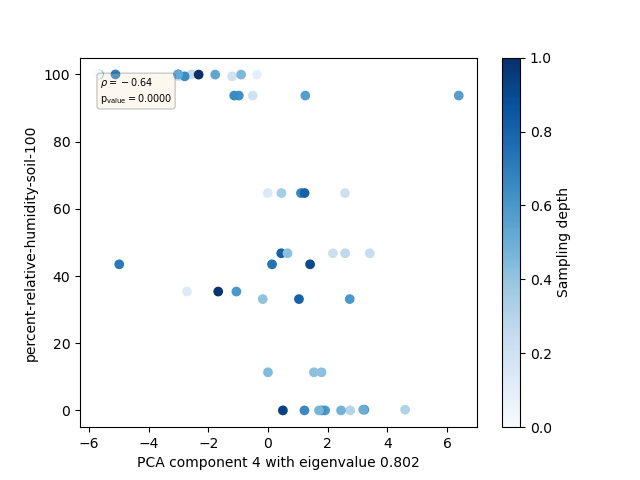 100
80
60
40
20
0
percent-relative-humidity-soil-100
ρ = −0.64
p_value = 0.0000
−6 −4 −2 0 2 4 6
PCA component 4 with eigenvalue 0.802
1.0
0.8
0.6
0.4
0.2
0.0
Sampling depth